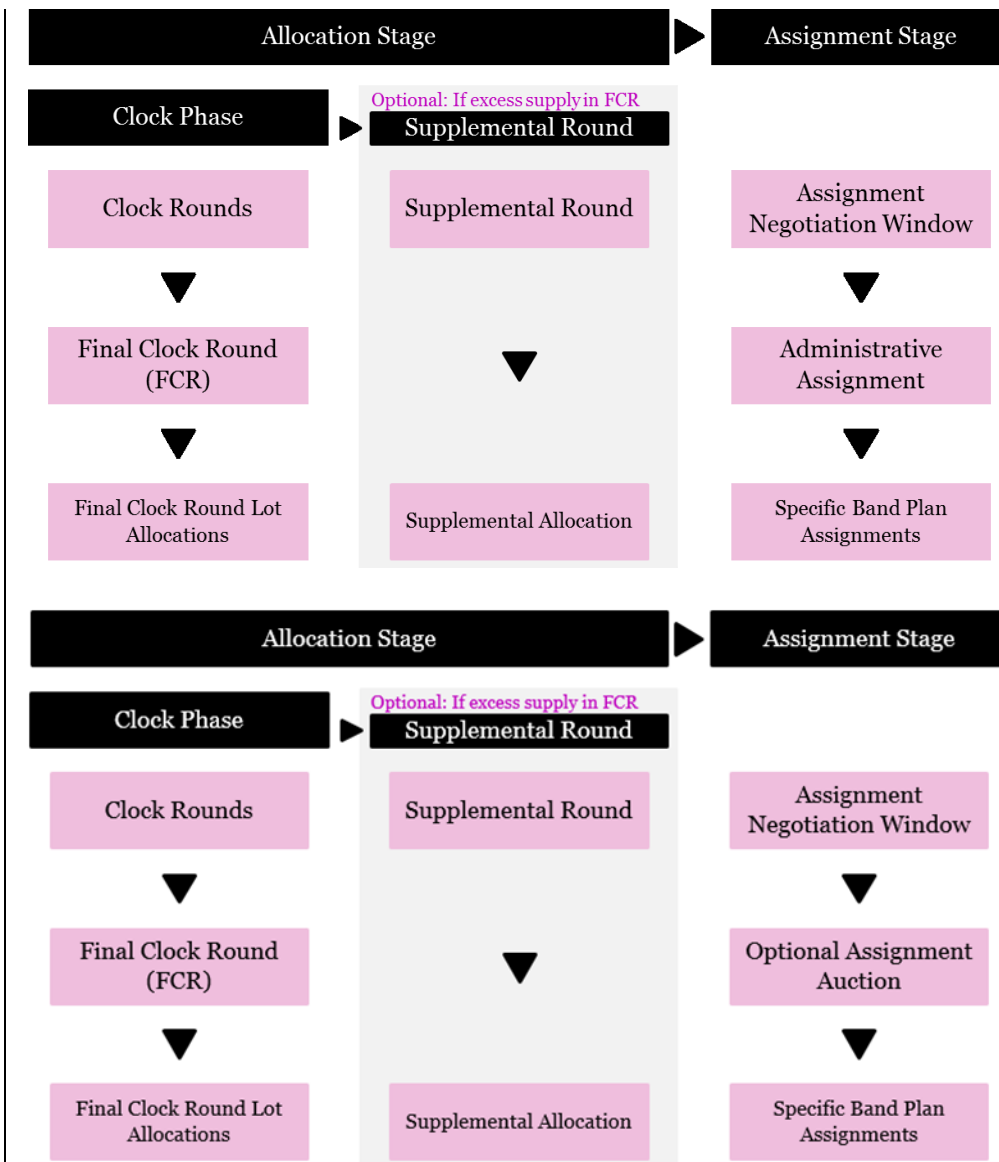 Allocation Stage
Assignment Stage
Clock Phase
Optional: If excess supply in FCR
Supplemental Round
Clock Rounds
Supplemental Round
Assignment
Negotiation Window
Final Clock Round
(FCR)
Administrative
Assignment
Final Clock Round Lot
Allocations
Supplemental Allocation
Specific Band Plan
Assignments
Allocation Stage
Assignment Stage
Clock Phase
Optional: If excess supply in FCR
Supplemental Round
Clock Rounds
Supplemental Round
Assignment
Negotiation Window
Final Clock Round
(FCR)
Optional Assignment
Auction
Final Clock Round Lot
Allocations
Supplemental Allocation
Specific Band Plan
Assignments